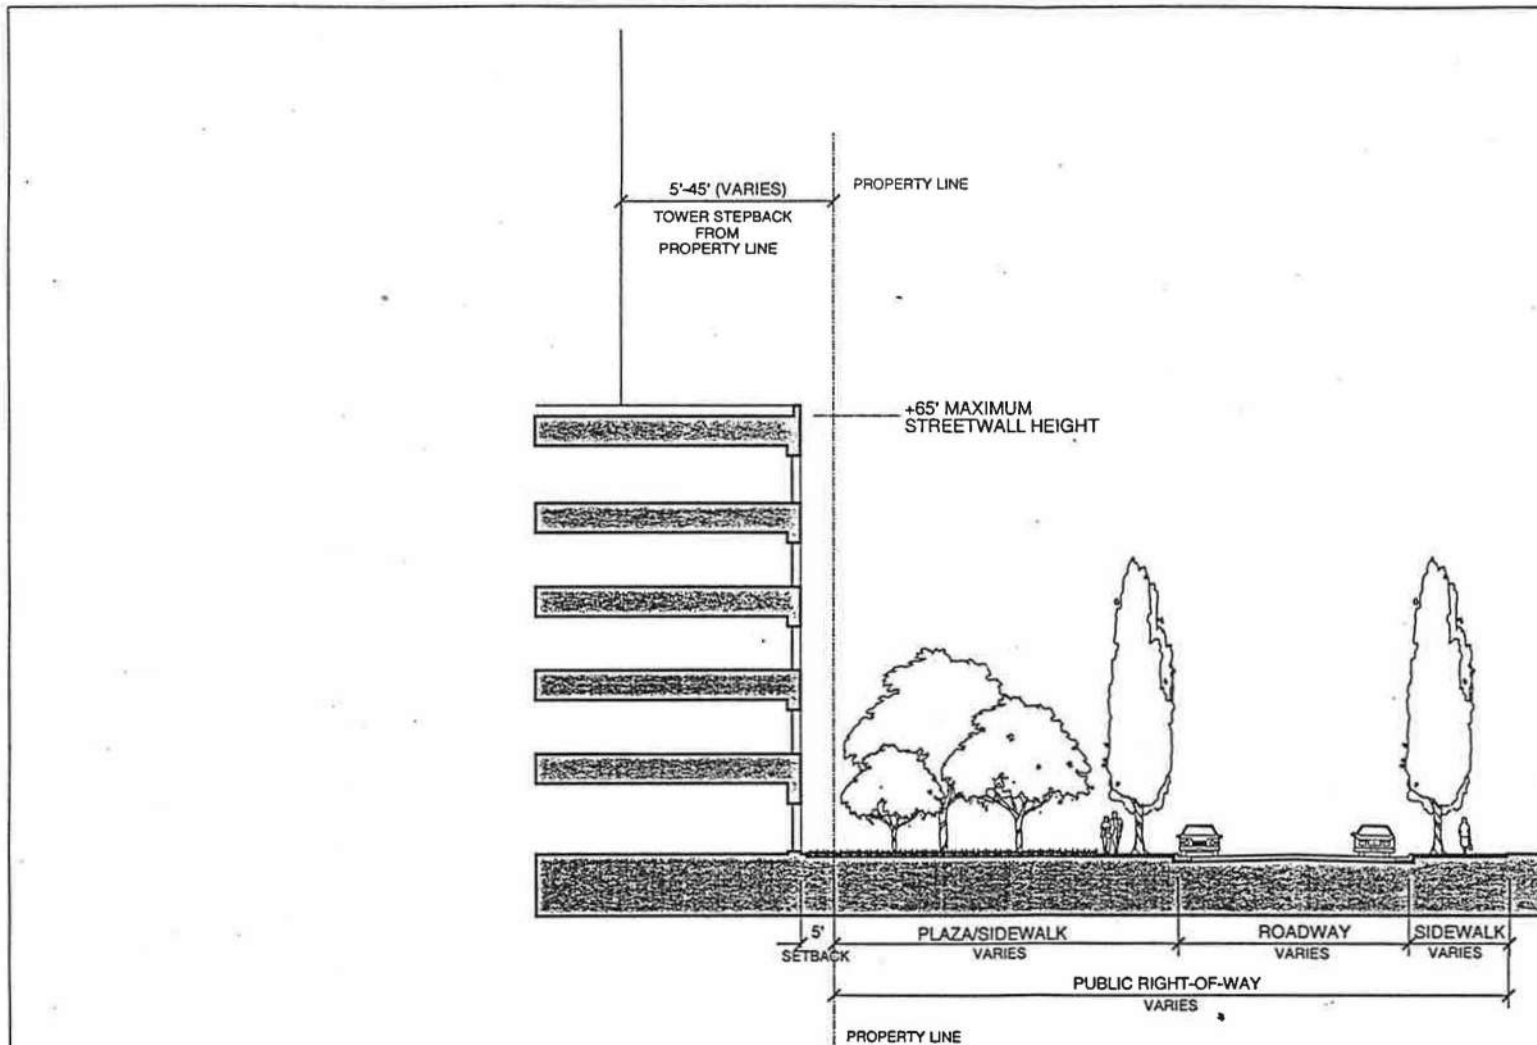 5'-45' (VARIES)
PROPERTY LINE
TOWER STEPBACK
FROM
PROPERTY LINE
+65' MAXIMUM
STREETWALL HEIGHT
5'
SETBACK
PLAZA/SIDEWALK
VARIES
ROADWAY
VARIES
SIDEWALK
VARIES
PUBLIC RIGHT-OF-WAY
VARIES
PROPERTY LINE